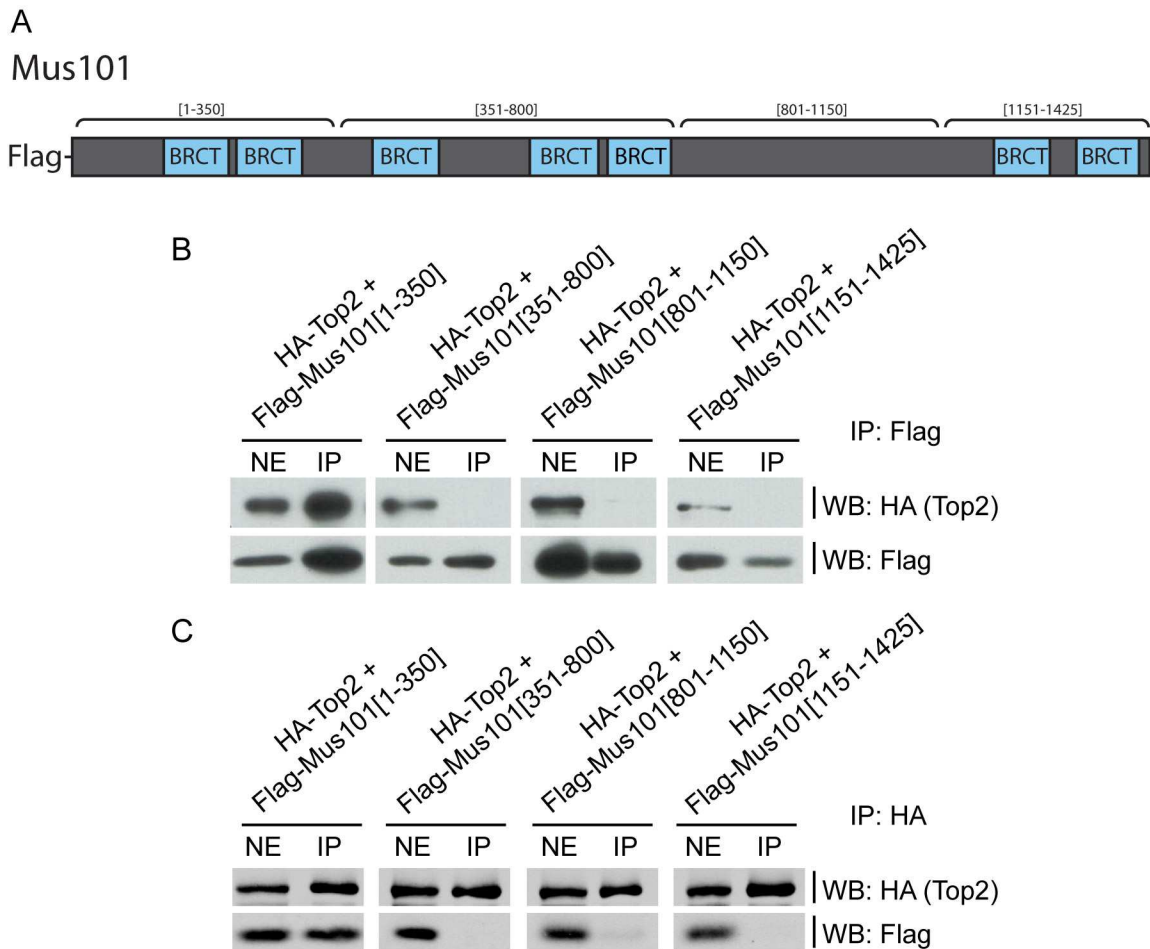 A
Mus101
[1-350] [351-800] [801-1150] [1151-1425]
Flag- BRCT BRCT BRCT BRCT BRCT BRCT BRCT
B
HA-Top2 +
Flag-Mus101[1-350]
HA-Top2 +
Flag-Mus101[351-800]
HA-Top2 +
Flag-Mus101[801-1150]
HA-Top2 +
Flag-Mus101[1151-1425]
IP: Flag
NE IP NE IP NE IP NE IP
WB: HA (Top2)
WB: Flag
C
HA-Top2 +
Flag-Mus101[1-350]
HA-Top2 +
Flag-Mus101[351-800]
HA-Top2 +
Flag-Mus101[801-1150]
HA-Top2 +
Flag-Mus101[1151-1425]
IP: HA
NE IP NE IP NE IP NE IP
WB: HA (Top2)
WB: Flag